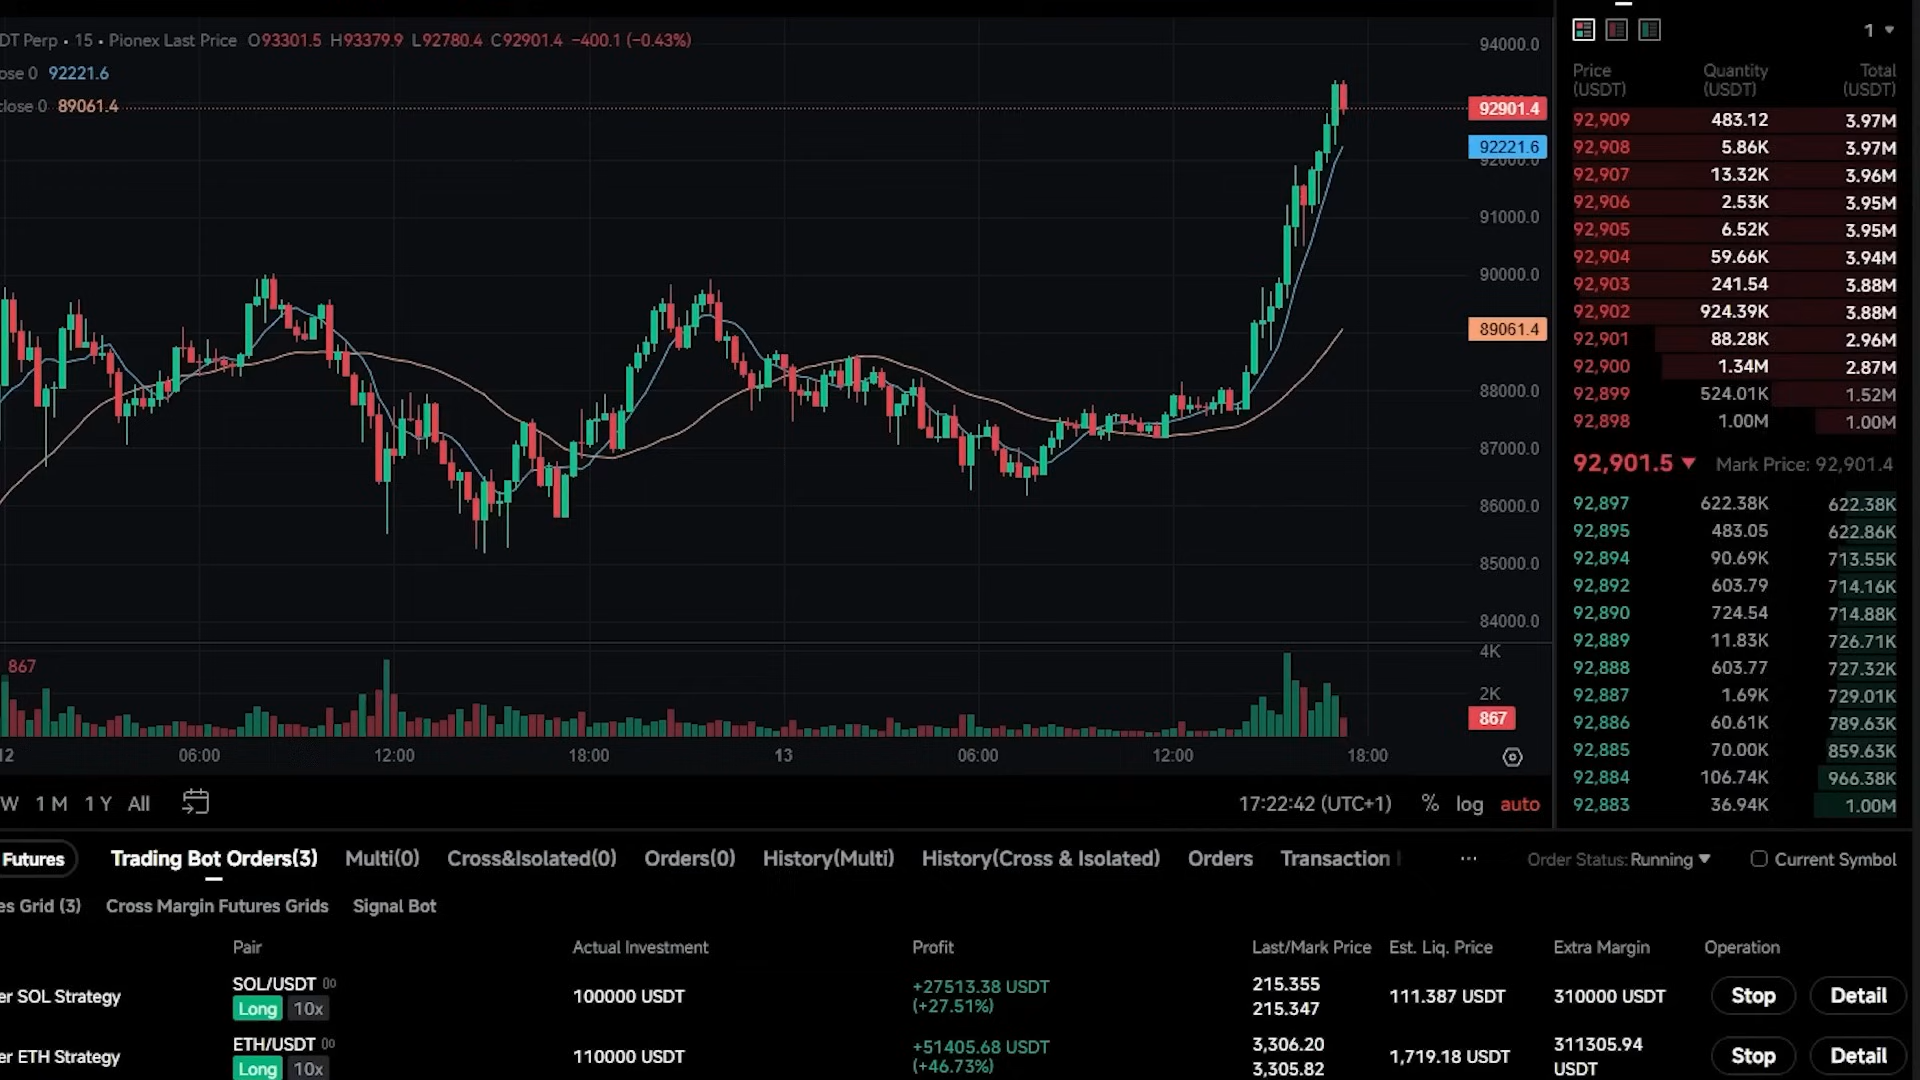 DT Perp • 15 • Pionex Last Price O93301.5 H93379.9 L92780.4 C92901.4 −400.1 (−0.43%)
ose 0 92221.6
close 0 89061.4
94000.0
92901.4
92221.6
92000.0
91000.0
90000.0
89061.4
88000.0
87000.0
86000.0
85000.0
84000.0
867
4K
2K
867
12 06:00 12:00 18:00 13 06:00 12:00 18:00
W 1 M 1 Y All
17:22:42 (UTC+1) % log auto
1
Price (USDT) Quantity (USDT) Total (USDT)
92,909 483.12 3.97M
92,908 5.86K 3.97M
92,907 13.32K 3.96M
92,906 2.53K 3.95M
92,905 6.52K 3.95M
92,904 59.66K 3.94M
92,903 241.54 3.88M
92,902 924.39K 3.88M
92,901 88.28K 2.96M
92,900 1.34M 2.87M
92,899 524.01K 1.52M
92,898 1.00M 1.00M
92,901.5 Mark Price: 92,901.4
92,897 622.38K 622.38K
92,895 483.05 622.86K
92,894 90.69K 713.55K
92,892 603.79 714.16K
92,890 724.54 714.88K
92,889 11.83K 726.71K
92,888 603.77 727.32K
92,887 1.69K 729.01K
92,886 60.61K 789.63K
92,885 70.00K 859.63K
92,884 106.74K 966.38K
92,883 36.94K 1.00M
Futures Trading Bot Orders(3) Multi(0) Cross&Isolated(0) Orders(0) History(Multi) History(Cross & Isolated) Orders Transaction ... Order Status: Running Current Symbol
es Grid (3) Cross Margin Futures Grids Signal Bot
Pair Actual Investment Profit Last/Mark Price Est. Liq. Price Extra Margin Operation
er SOL Strategy SOL/USDT Long 10x 100000 USDT +27513.38 USDT (+27.51%) 215.355 215.347 111.387 USDT 310000 USDT Stop Detail
er ETH Strategy ETH/USDT Long 10x 110000 USDT +51405.68 USDT (+46.73%) 3,306.20 3,305.82 1,719.18 USDT 311305.94 USDT Stop Detail